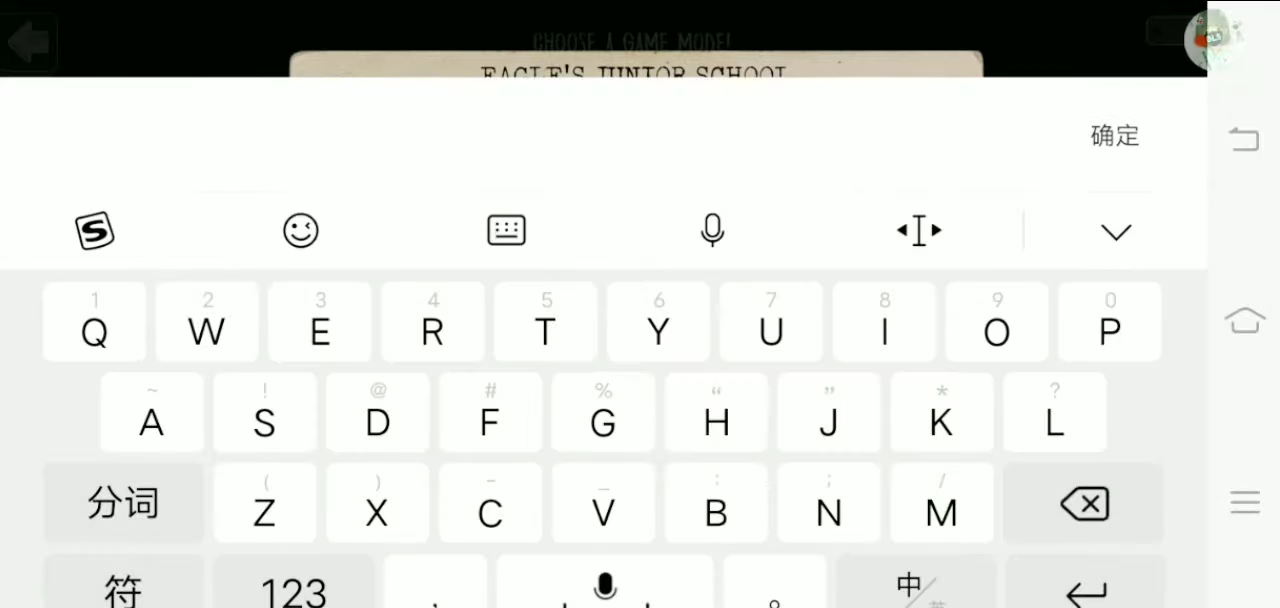 CHOOSE A GAME MODE!
EAGLE'S JUNIOR SCHOOL
确定
S
1 2 3 4 5 6 7 8 9 0
Q W E R T Y U I O P
~ ! @ # % “ ” * ?
A S D F G H J K L
( ) - _ : ; /
分词 Z X C V B N M
符 123 , 。 中/英